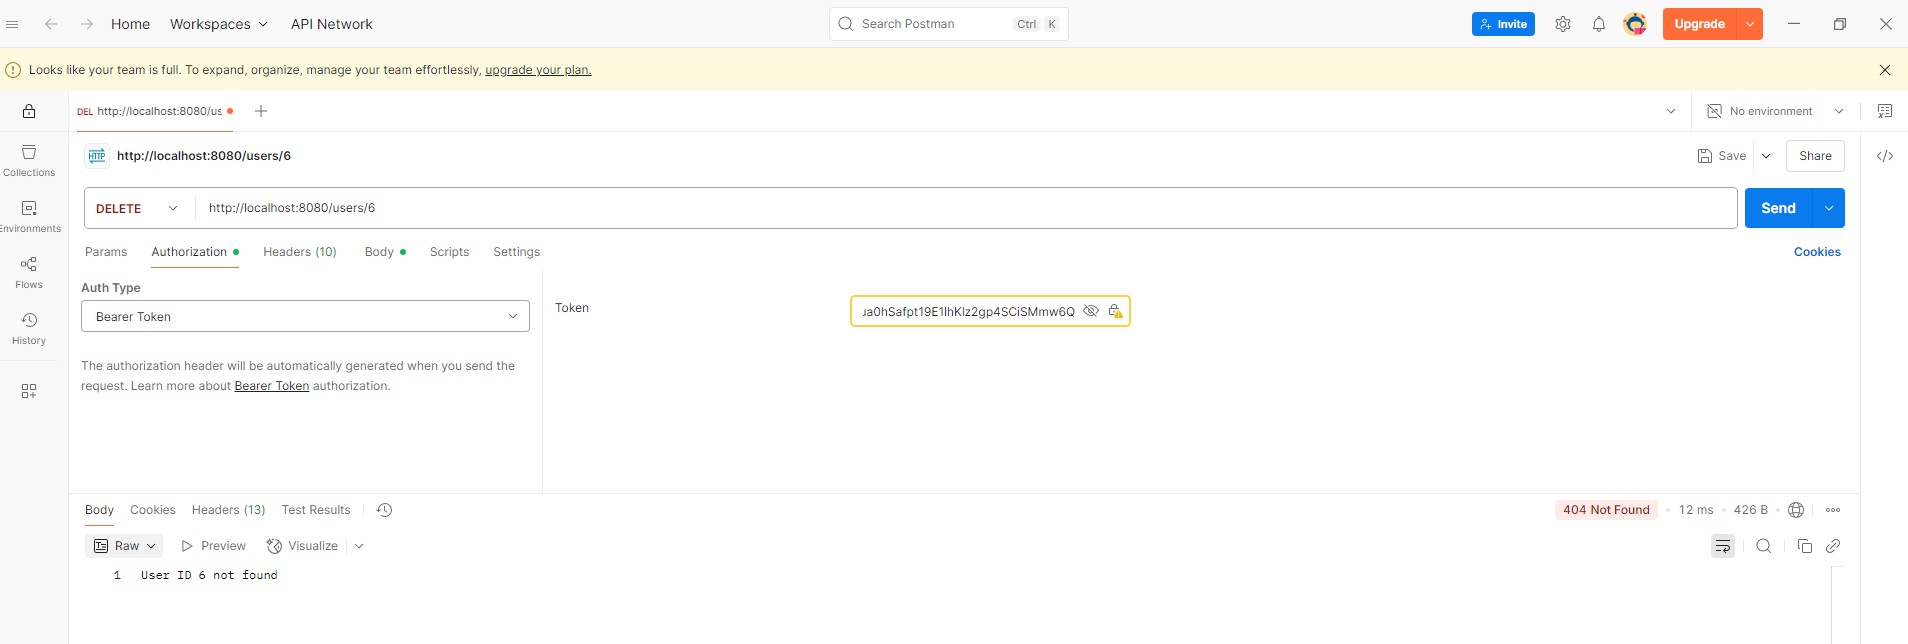 Home Workspaces API Network Search Postman Ctrl K Invite Upgrade
Looks like your team is full. To expand, organize, manage your team effortlessly, upgrade your plan.
DEL http://localhost:8080/us No environment
HTTP http://localhost:8080/users/6 Save Share
Collections
DELETE http://localhost:8080/users/6 Send
Environments
Params Authorization Headers (10) Body Scripts Settings Cookies
Flows
Auth Type
Token
Bearer Token
History
The authorization header will be automatically generated when you send the
request. Learn more about Bearer Token authorization.
Body Cookies Headers (13) Test Results 404 Not Found 12 ms 426 B
Raw Preview Visualize
1 User ID 6 not found